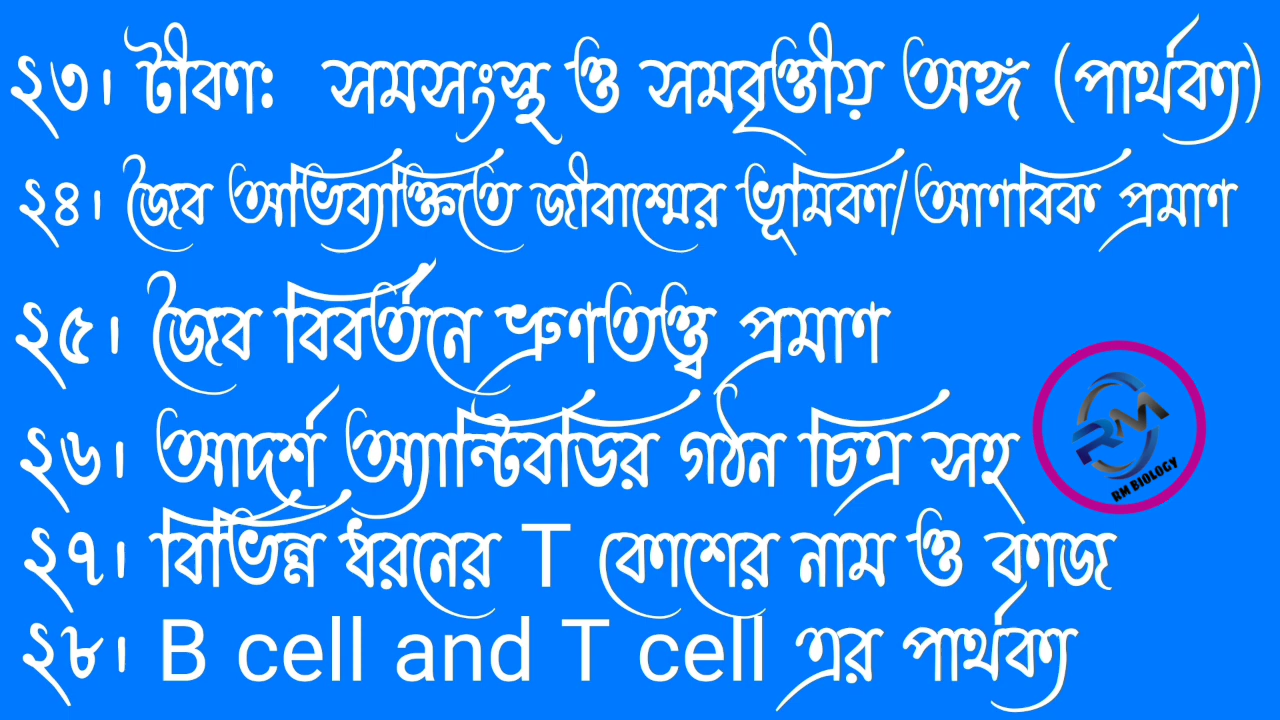 ২৩। টীকাঃ সমসংস্থ ও সমবৃত্তীয় অঙ্গ (পার্থক্য)
২৪। জৈব অভিব্যক্তিতে জীবাশ্মের ভূমিকা/আণবিক প্রমাণ
২৫। জৈব বিবর্তনে ভ্রুণতত্ত্ব প্রমাণ
২৬। আদর্শ অ্যান্টিবডির গঠন চিত্র সহ
২৭। বিভিন্ন ধরনের T কোশের নাম ও কাজ
২৮। B cell and T cell এর পার্থক্য
RM
RM BIOLOGY